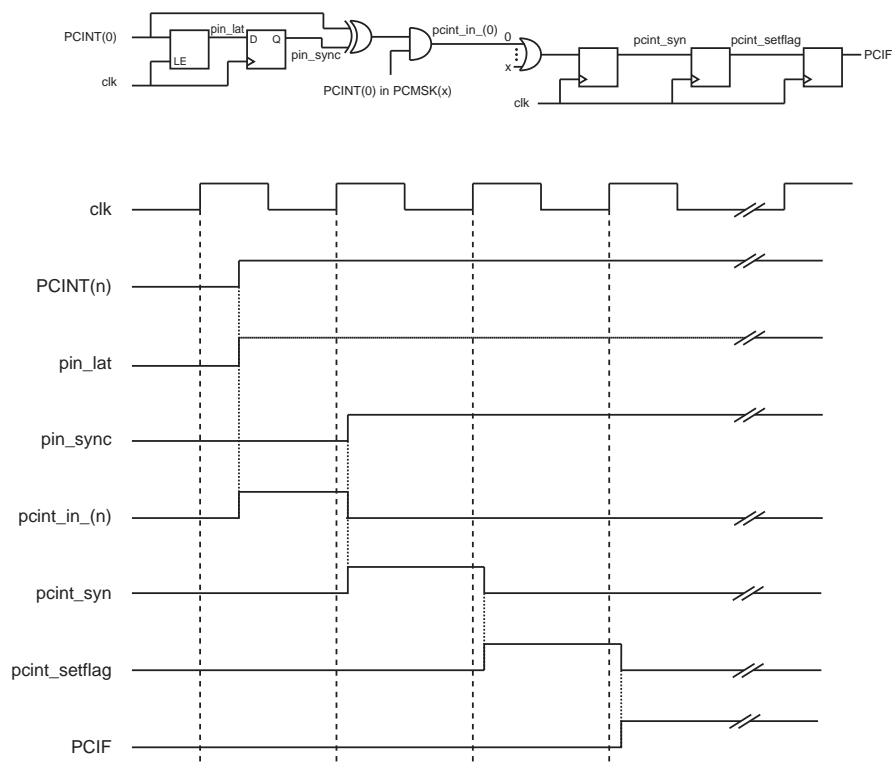 PCINT(0)
pin_lat
D Q
LE
clk
pin_sync
pcint_in_(0)
PCINT(0) in PCMSK(x)
0
x
pcint_syn
pcint_setflag
PCIF
clk
clk
PCINT(n)
pin_lat
pin_sync
pcint_in_(n)
pcint_syn
pcint_setflag
PCIF